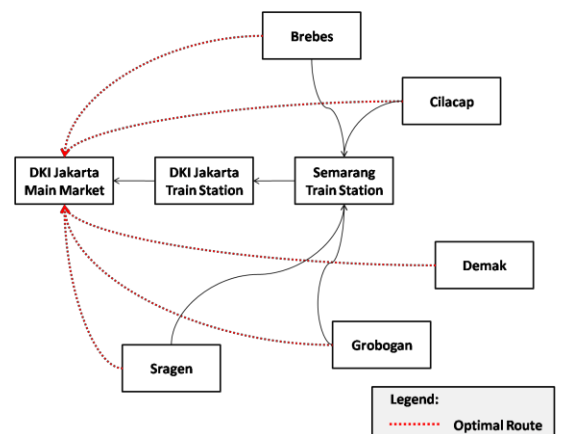 Brebes
Cilacap
DKI Jakarta
Main Market
DKI Jakarta
Train Station
Semarang
Train Station
Demak
Grobogan
Sragen
Legend:
Optimal Route